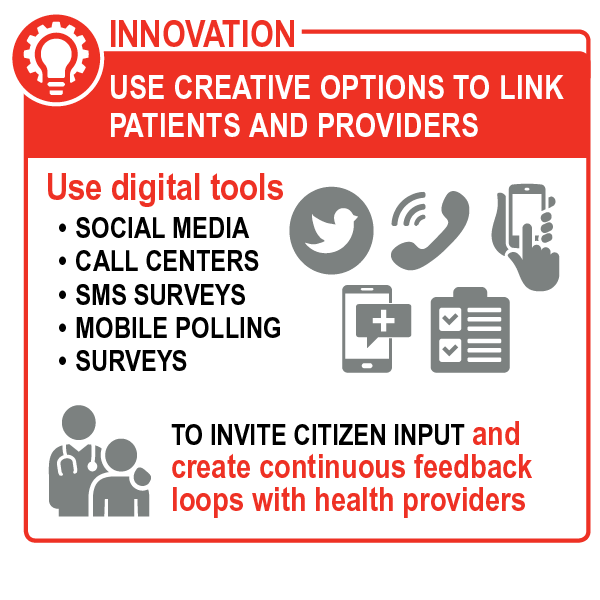 INNOVATION
USE CREATIVE OPTIONS TO LINK
PATIENTS AND PROVIDERS
Use digital tools
• SOCIAL MEDIA
• CALL CENTERS
• SMS SURVEYS
• MOBILE POLLING
• SURVEYS
TO INVITE CITIZEN INPUT and
create continuous feedback
loops with health providers